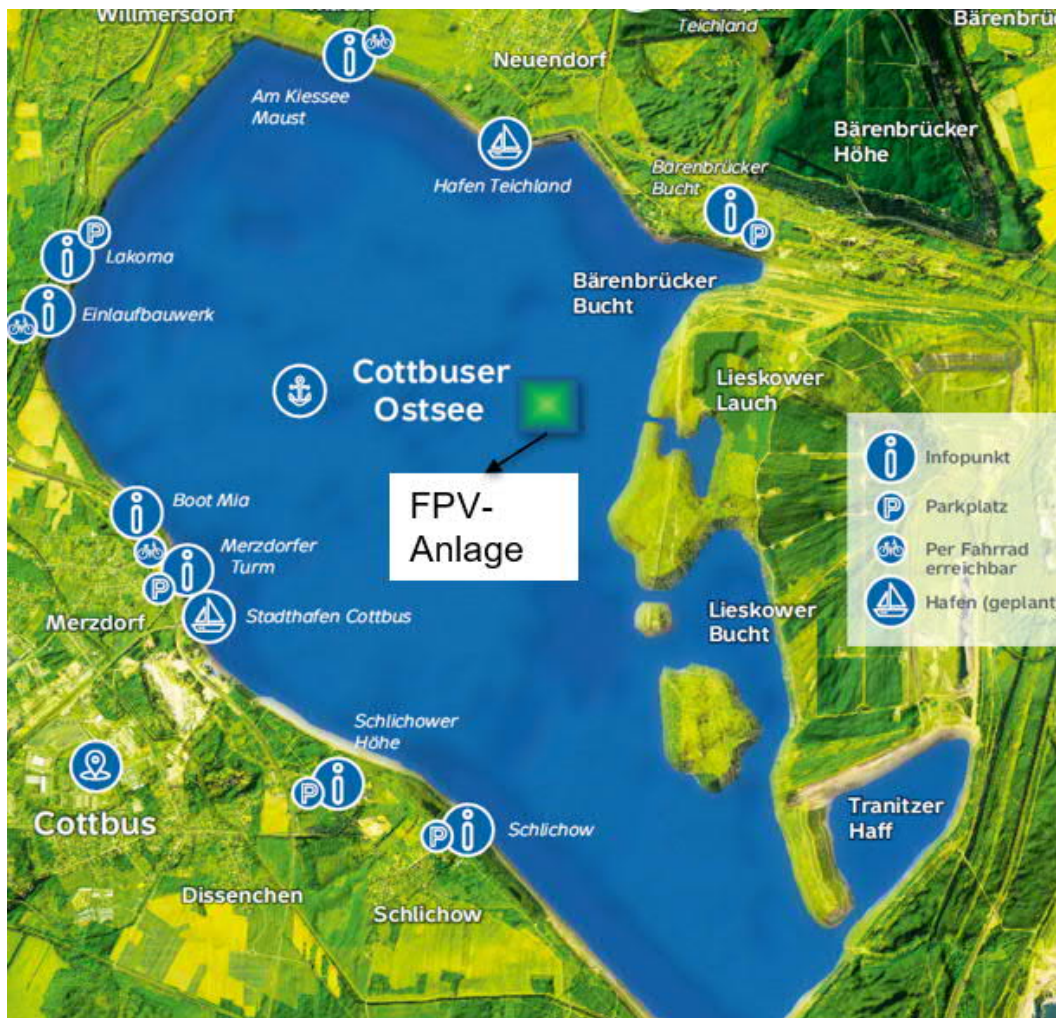 Willmersdorf
Teichland
Neuendorf
Am Kiessee
Maust
Hafen Teichland
Bärenbrücker
Bucht
Bärenbrücker
Höhe
P
Lakoma
Einlaufbauwerk
Bärenbrücker
Bucht
Cottbuser
Ostsee
Lieskower
Lauch
FPV-
Anlage
Infopunkt
P Parkplatz
Per Fahrrad
erreichbar
Hafen (geplant
Boot Mia
Merzdorfer
Turm
P
Stadthafen Cottbus
Merzdorf
Lieskower
Bucht
Schlichower
Höhe
P
Cottbus
P
Schlichow
Tranitzer
Haff
Dissenchen
Schlichow